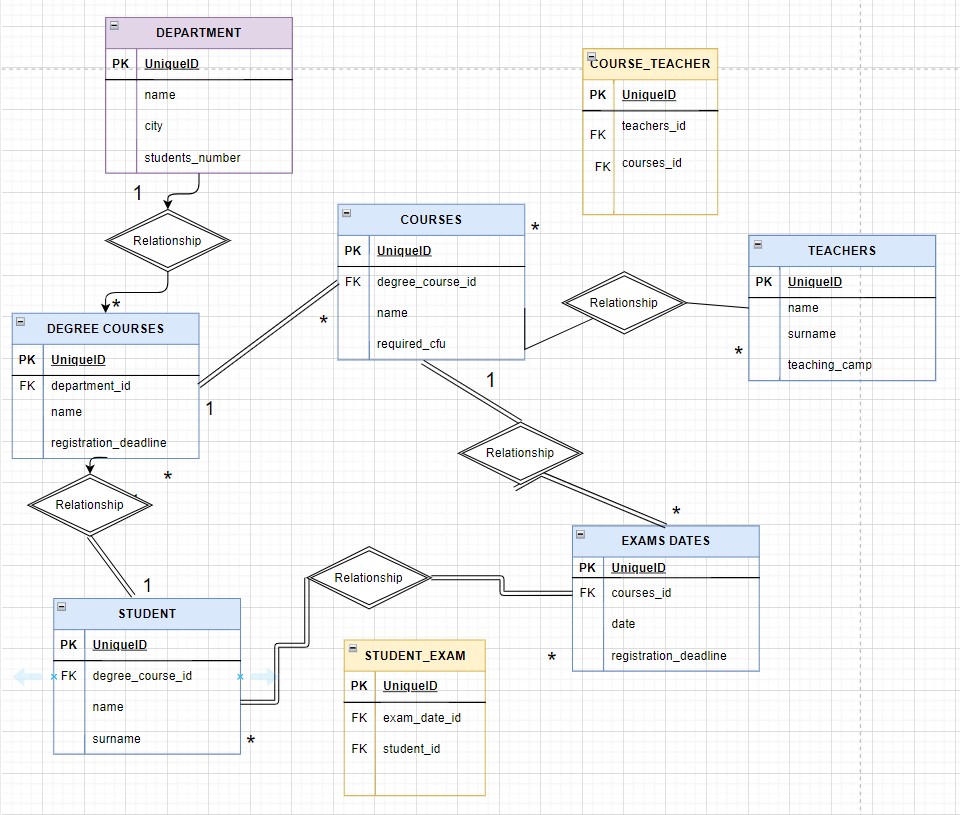 DEPARTMENT
PK UniqueID
name
city
students_number
1
Relationship
*
COURSE_TEACHER
PK UniqueID
FK teachers_id
FK courses_id
COURSES
PK UniqueID
FK degree_course_id
name
required_cfu
*
Relationship
TEACHERS
PK UniqueID
name
surname
teaching_camp
*
DEGREE COURSES
PK UniqueID
FK department_id
name
registration_deadline
*
1
1
Relationship
*
*
Relationship
1
EXAMS DATES
PK UniqueID
FK courses_id
date
registration_deadline
*
Relationship
STUDENT
PK UniqueID
FK degree_course_id
name
surname
*
STUDENT_EXAM
PK UniqueID
FK exam_date_id
FK student_id